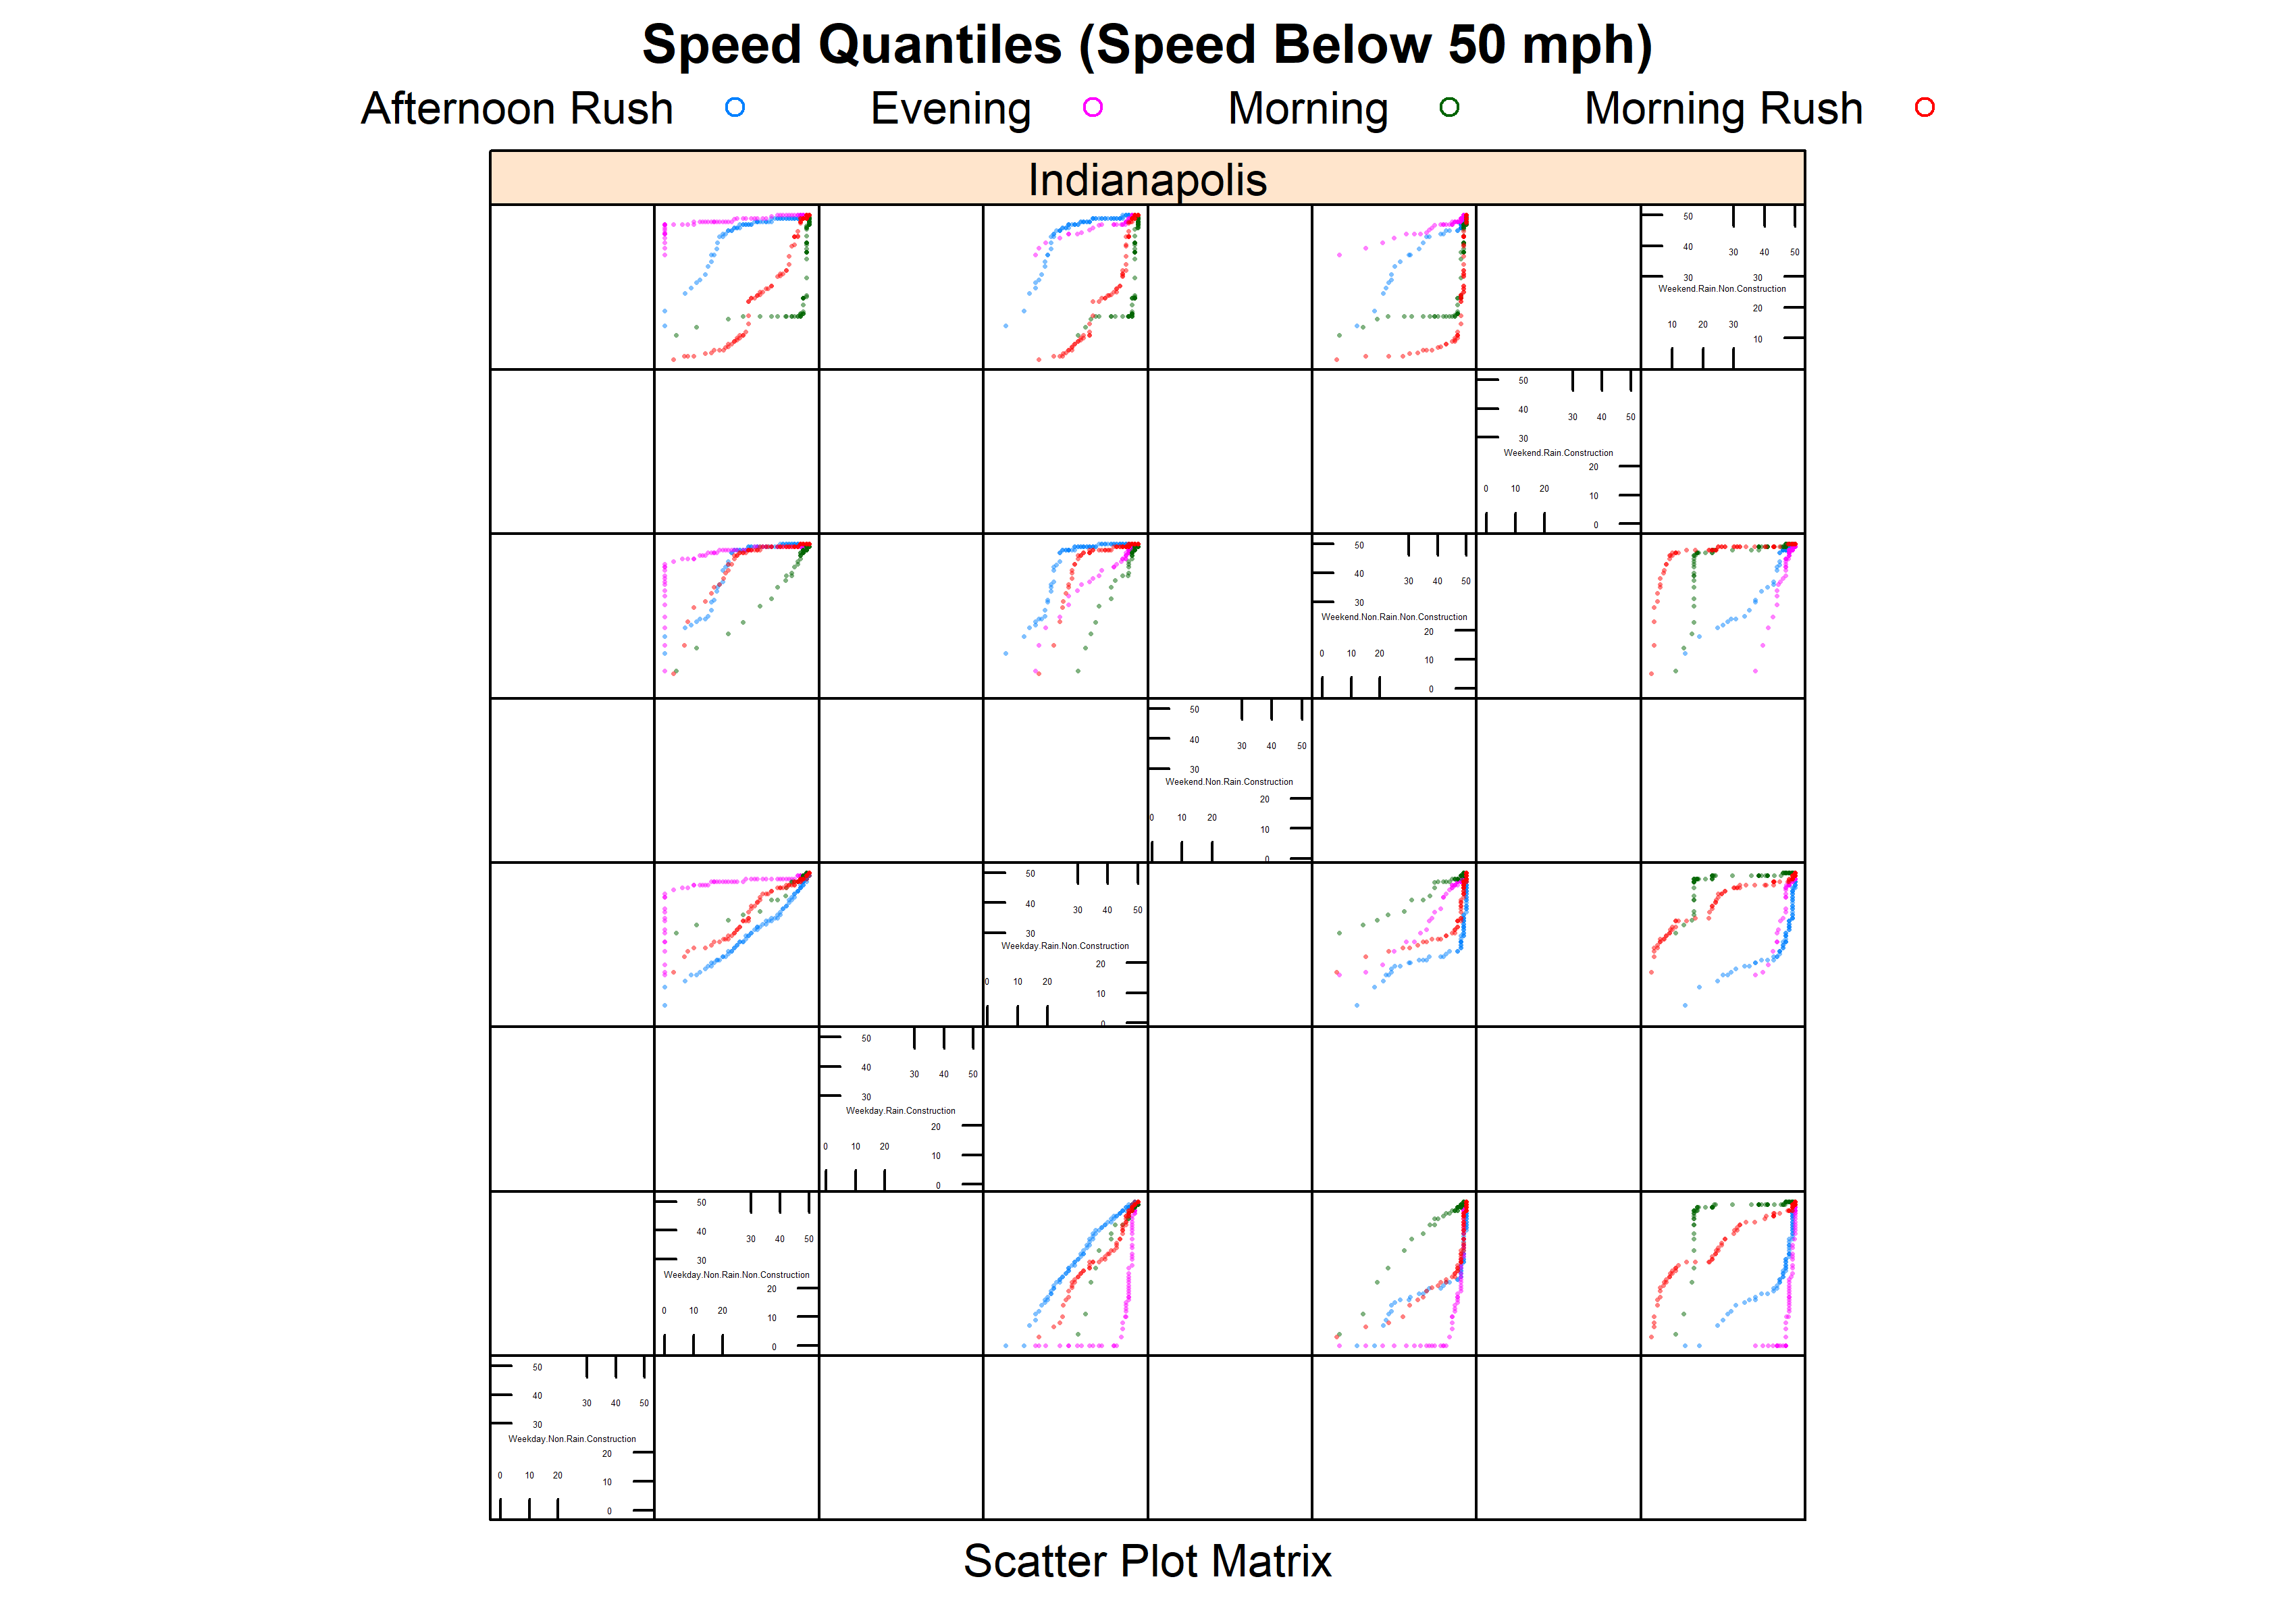 Speed Quantiles (Speed Below 50 mph)
Afternoon Rush Evening Morning Morning Rush
Indianapolis
50
40 30 40 50
30 30
Weekend.Rain.Non.Construction
20
10 20 30
10
50
40 30 40 50
30
Weekend.Rain.Construction
20
0 10 20
10
0
50
40 30 40 50
30
Weekend.Non.Rain.Non.Construction
20
0 10 20
10
0
50
40 30 40 50
30
Weekend.Non.Rain.Construction
20
0 10 20
10
0
50
40 30 40 50
30
Weekday.Rain.Non.Construction
20
0 10 20
10
0
50
40 30 40 50
30
Weekday.Rain.Construction
20
0 10 20
10
0
50
40 30 40 50
30
Weekday.Non.Rain.Non.Construction
20
0 10 20
10
0
50
40 30 40 50
30
Weekday.Non.Rain.Construction
20
0 10 20
10
0
Scatter Plot Matrix